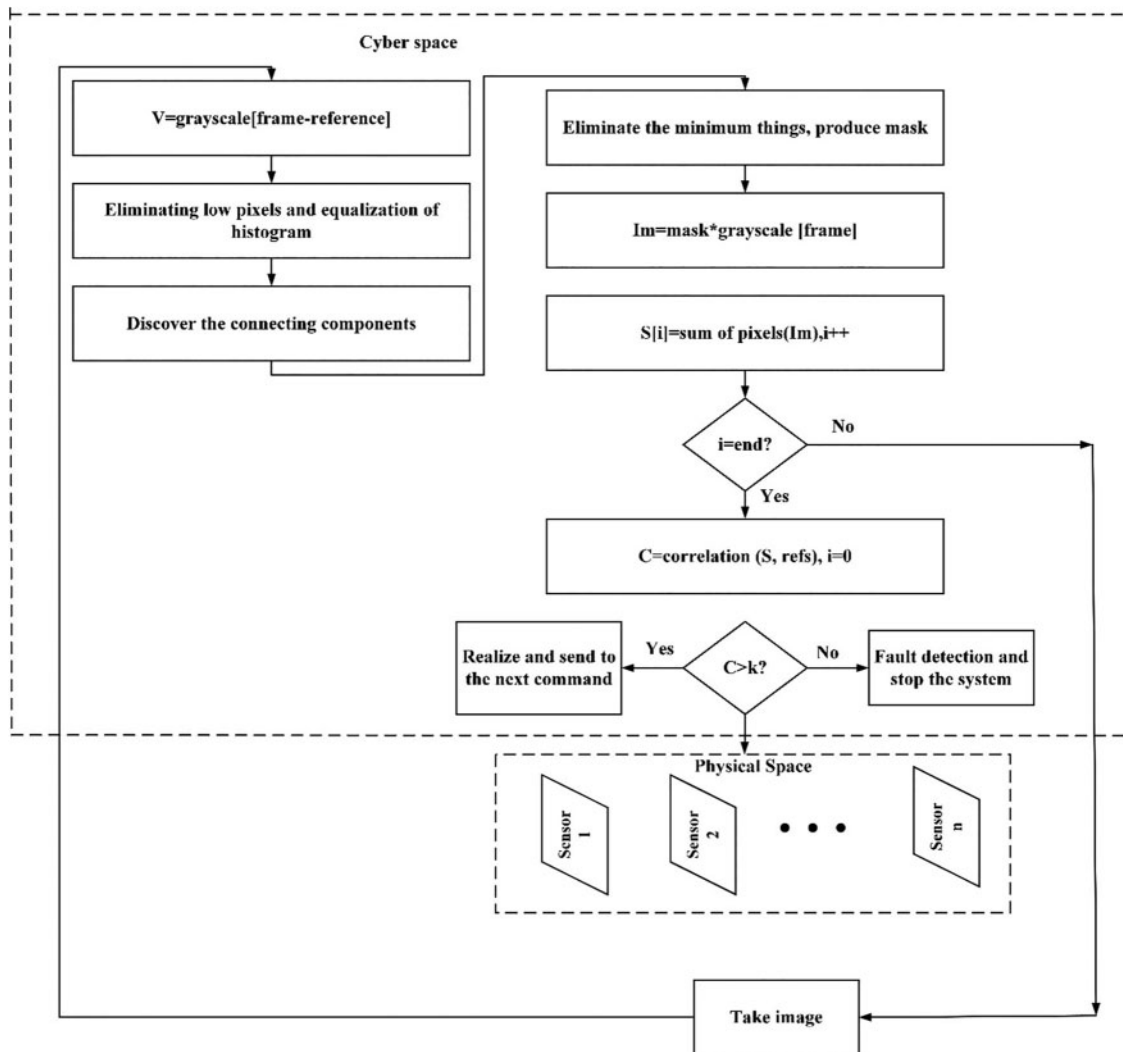 Cyber space
V=grayscale[frame-reference]
Eliminating low pixels and equalization of
histogram
Discover the connecting components
Eliminate the minimum things, produce mask
Im=mask*grayscale [frame]
S[i]=sum of pixels(Im),i++
i=end?
No
Yes
C=correlation (S, refs), i=0
Realize and send to
the next command
Yes
C>k?
No
Fault detection and
stop the system
Physical Space
Sensor
1
Sensor
2
Sensor
n
Take image